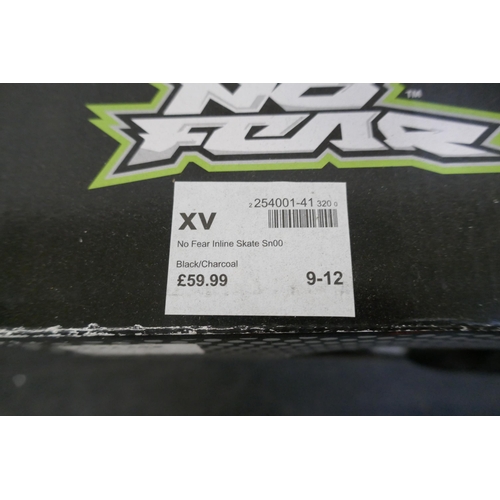 NO
FEAR
™
XV
2 254001-41 320 0
No Fear Inline Skate Sn00
Black/Charcoal
£59.99 9-12